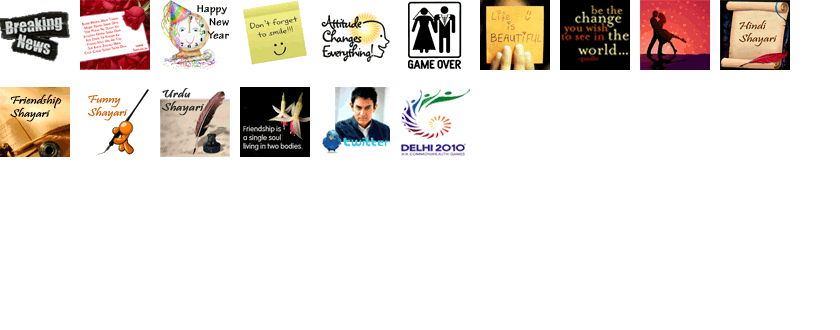 Breaking
News
Happy
New
Year
Don't forget
to smile!!!
Attitude
Changes
Everything!
GAME OVER
Life is
BEAUTIFUL
be the
change
you wish
to see in the
world...
-gandhi
Hindi
Shayari
Friendship
Shayari
Funny
Shayari
Urdu
Shayari
Friendship is
a single soul
living in two bodies.
twitter
DELHI 2010
XIX COMMONWEALTH GAMES